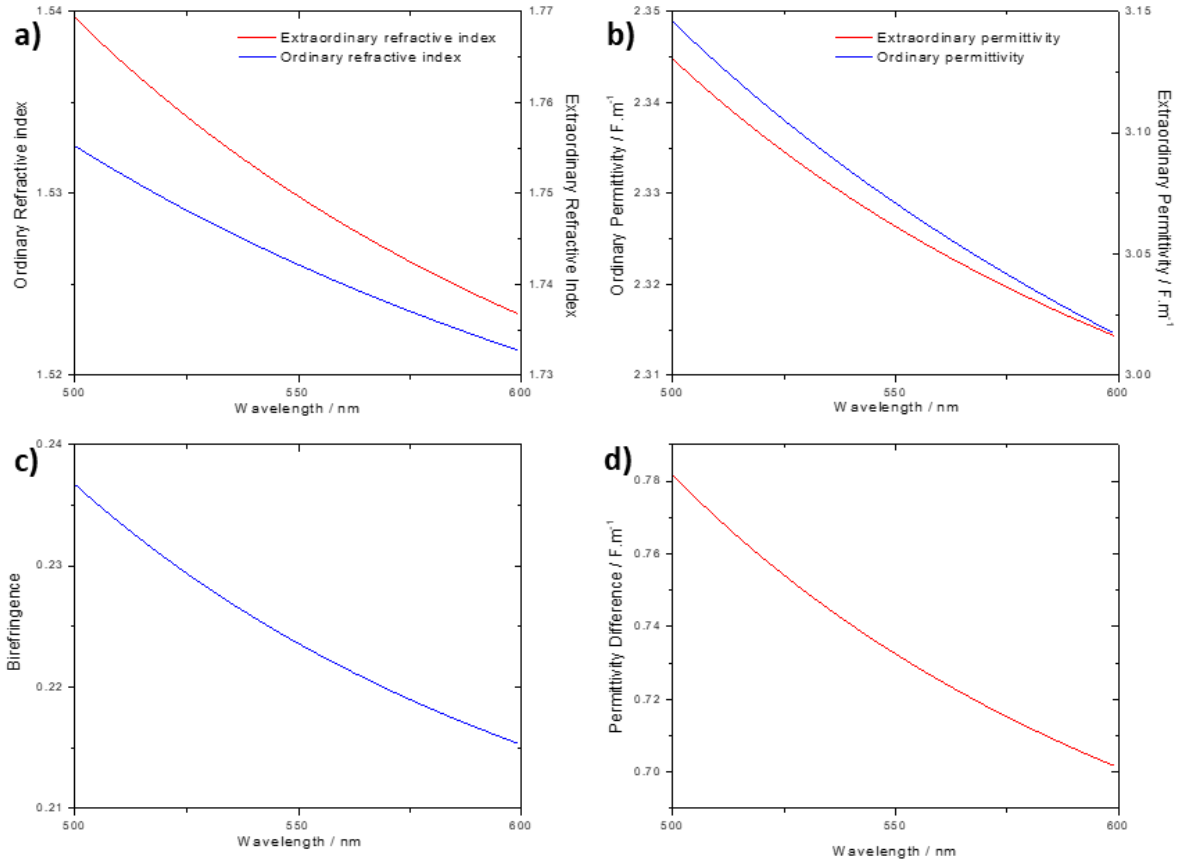 a)
1.54
1.53
1.52
1.77
1.76
1.75
1.74
1.73
Extraordinary refractive index
Ordinary refractive index
Ordinary Refractive index
Extraordinary Refractive Index
500
550
600
Wavelength / nm
b)
2.35
2.34
2.33
2.32
2.31
3.15
3.10
3.05
3.00
Extraordinary permittivity
Ordinary permittivity
Ordinary Permittivity / F.m⁻¹
Extraordinary Permittivity / F.m⁻¹
500
550
600
Wavelength / nm
c)
0.24
0.23
0.22
0.21
Birefringence
500
550
600
Wavelength / nm
d)
0.78
0.76
0.74
0.72
0.70
Permittivity Difference / F.m⁻¹
500
550
600
Wavelength / nm